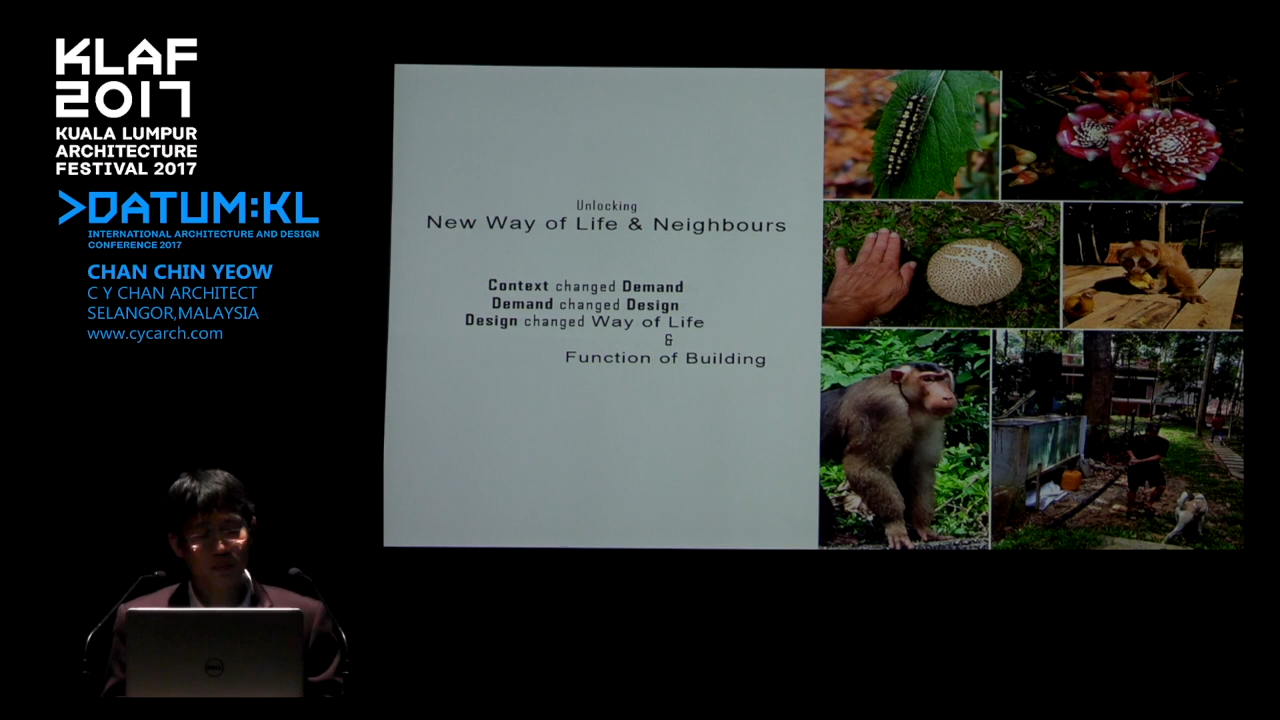 KLAF
2017
KUALA LUMPUR
ARCHITECTURE
FESTIVAL 2017
>DATUM:KL
INTERNATIONAL ARCHITECTURE AND DESIGN
CONFERENCE 2017
CHAN CHIN YEOW
C Y CHAN ARCHITECT
SELANGOR,MALAYSIA
www.cycarch.com
Unlocking
New Way of Life & Neighbours
Context changed Demand
Demand changed Design
Design changed Way of Life
&
Function of Building
DELL